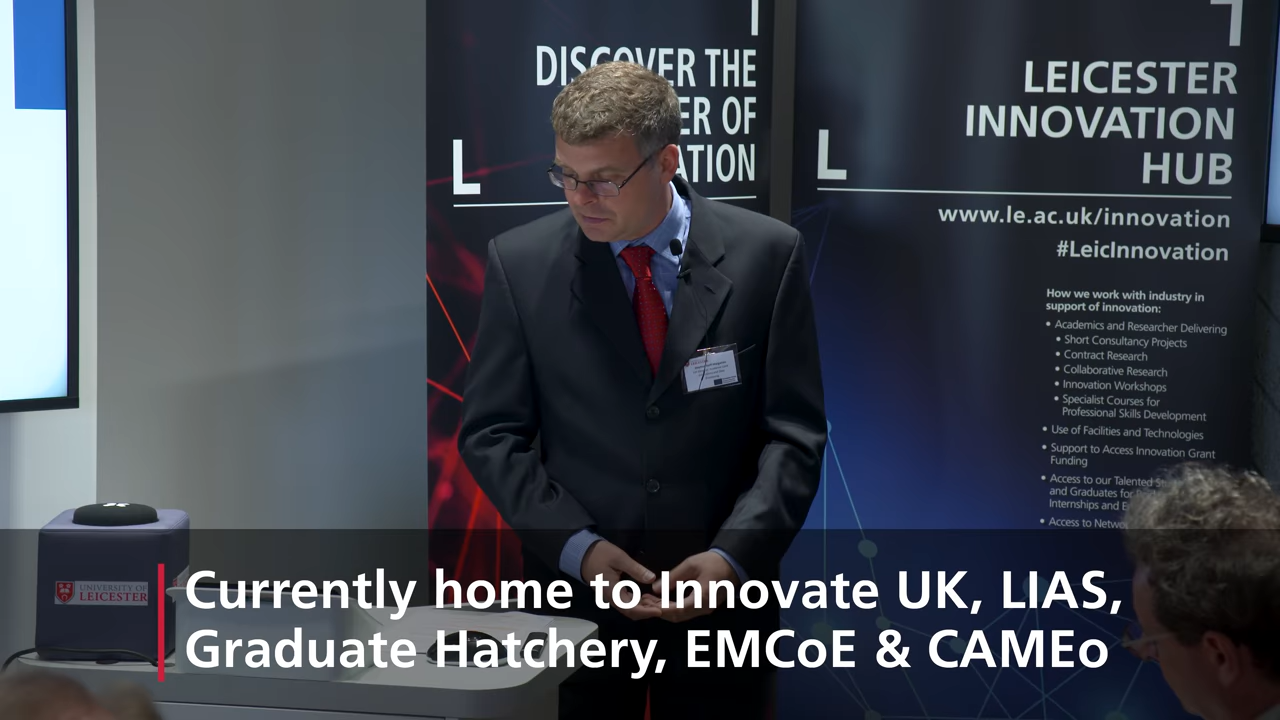 DISCOVER THE
ER OF
ATION
L
LEICESTER
INNOVATION
HUB
L
www.le.ac.uk/innovation
#LeicInnovation
How we work with industry in
support of innovation:
• Academics and Researcher Delivering
• Short Consultancy Projects
• Contract Research
• Collaborative Research
• Innovation Workshops
• Specialist Courses for
Professional Skills Development
• Use of Facilities and Technologies
• Support to Access Innovation Grant
Funding
• Access to our Talented
and Graduates for
Internships and
• Access to
UNIVERSITY OF
LEICESTER
Currently home to Innovate UK, LIAS,
Graduate Hatchery, EMCoE & CAMEo